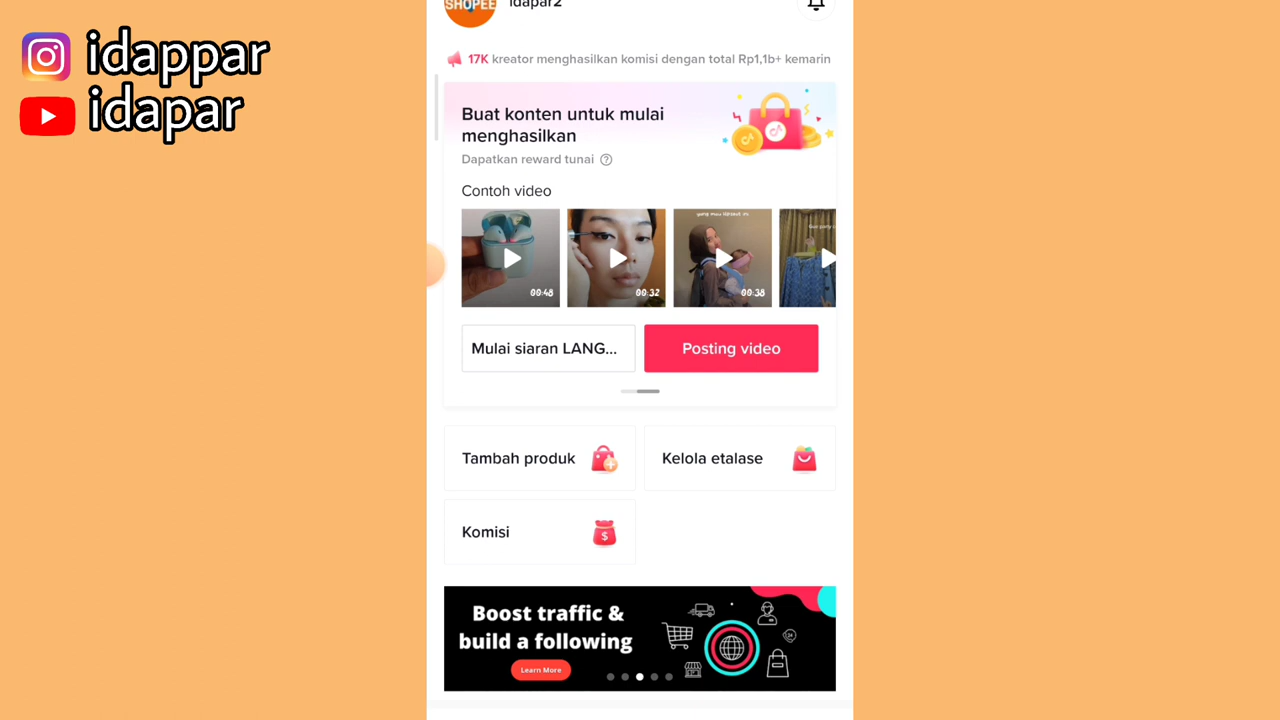 idappar
idapar
SHOPEE
idapar2
17K kreator menghasilkan komisi dengan total Rp1,1b+ kemarin
Buat konten untuk mulai
menghasilkan
Dapatkan reward tunai ?
Contoh video
yang mau
00:48
00:32
00:38
Mulai siaran LANG...
Posting video
Tambah produk
Kelola etalase
Komisi
$
Boost traffic &
build a following
Learn More